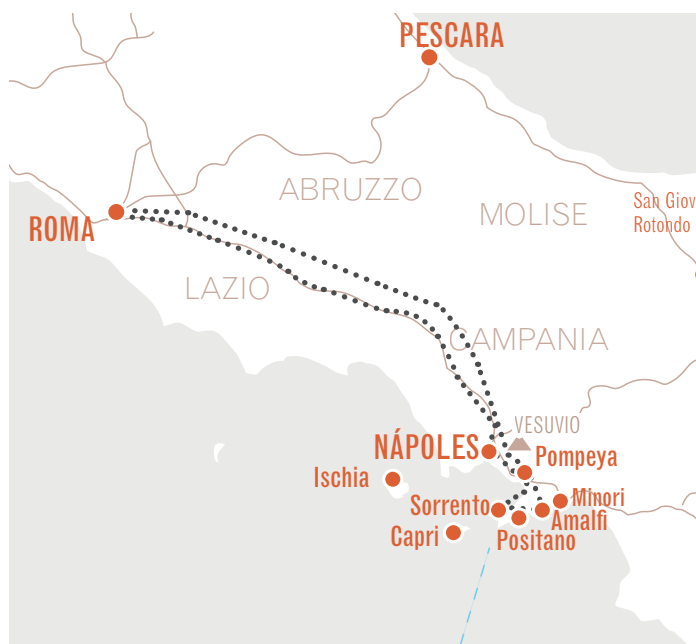 PESCARA
ABRUZZO
San Giov
MOLISE
Rotondo
ROMA
LAZIO
CAMPANIA
VESUVIO
NÁPOLES
Pompeya
Ischia
Minori
Sorrento
Amalfi
Capri
Positano